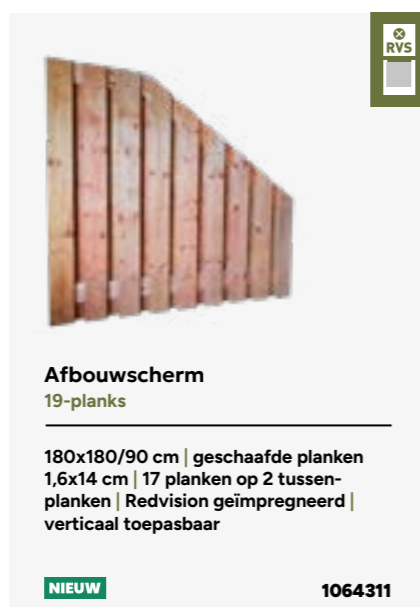 RVS
Afbouwscherm
19-planks
180x180/90 cm | geschaafde planken
1,6x14 cm | 17 planken op 2 tussen-
planken | Redvision geïmpregneerd |
verticaal toepasbaar
NIEUW
1064311